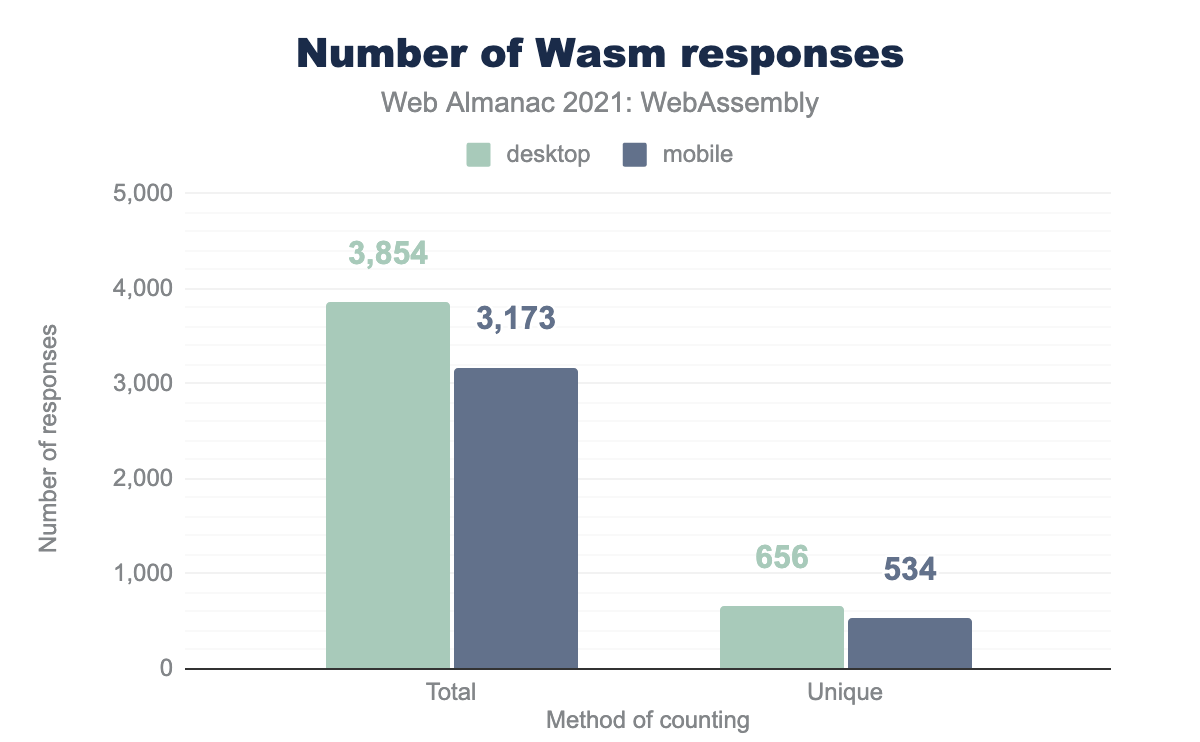 Number of Wasm responses
Web Almanac 2021: WebAssembly
desktop mobile
5,000
4,000
3,000
2,000
1,000
0
Number of responses
3,854
3,173
656
534
Total Unique
Method of counting